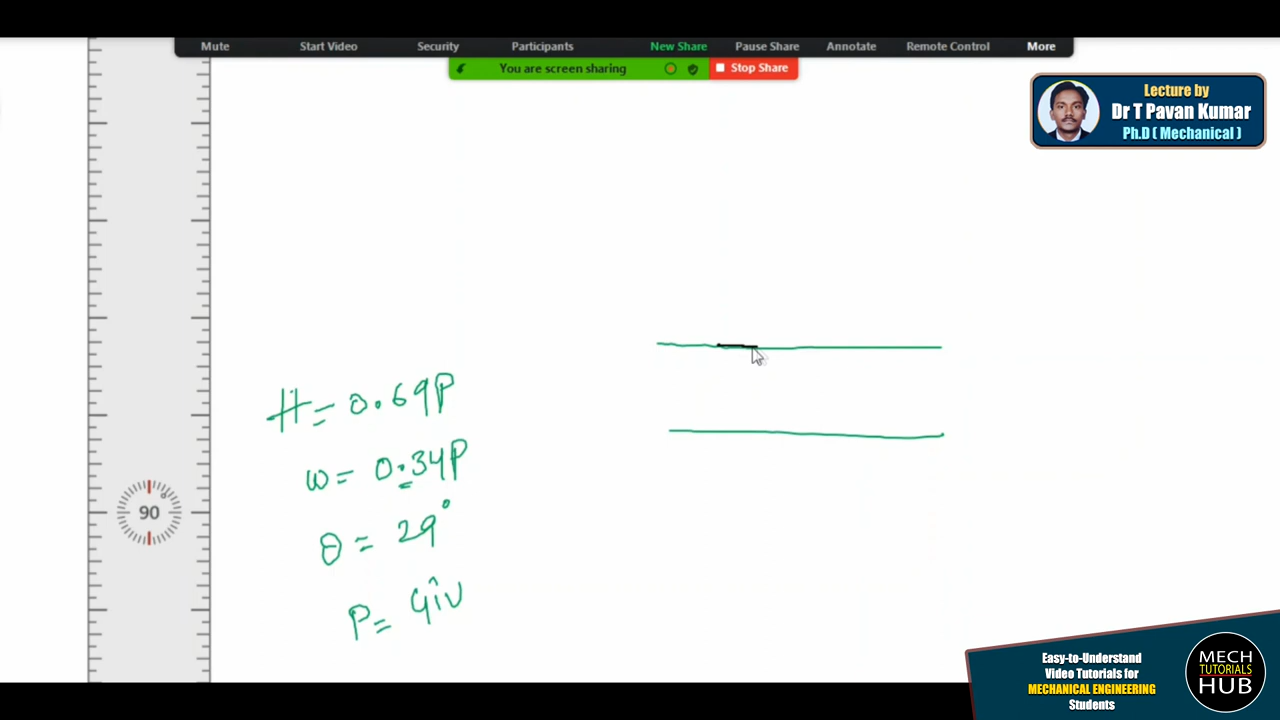 Mute Start Video Security Participants New Share Pause Share Annotate Remote Control More
You are screen sharing Stop Share
Lecture by
Dr T Pavan Kumar
Ph.D ( Mechanical )
H = 0.69P
w = 0.34P
θ = 29°
P = Giv
90
Easy-to-Understand
Video Tutorials for
MECHANICAL ENGINEERING
Students
MECH
TUTORIALS
HUB